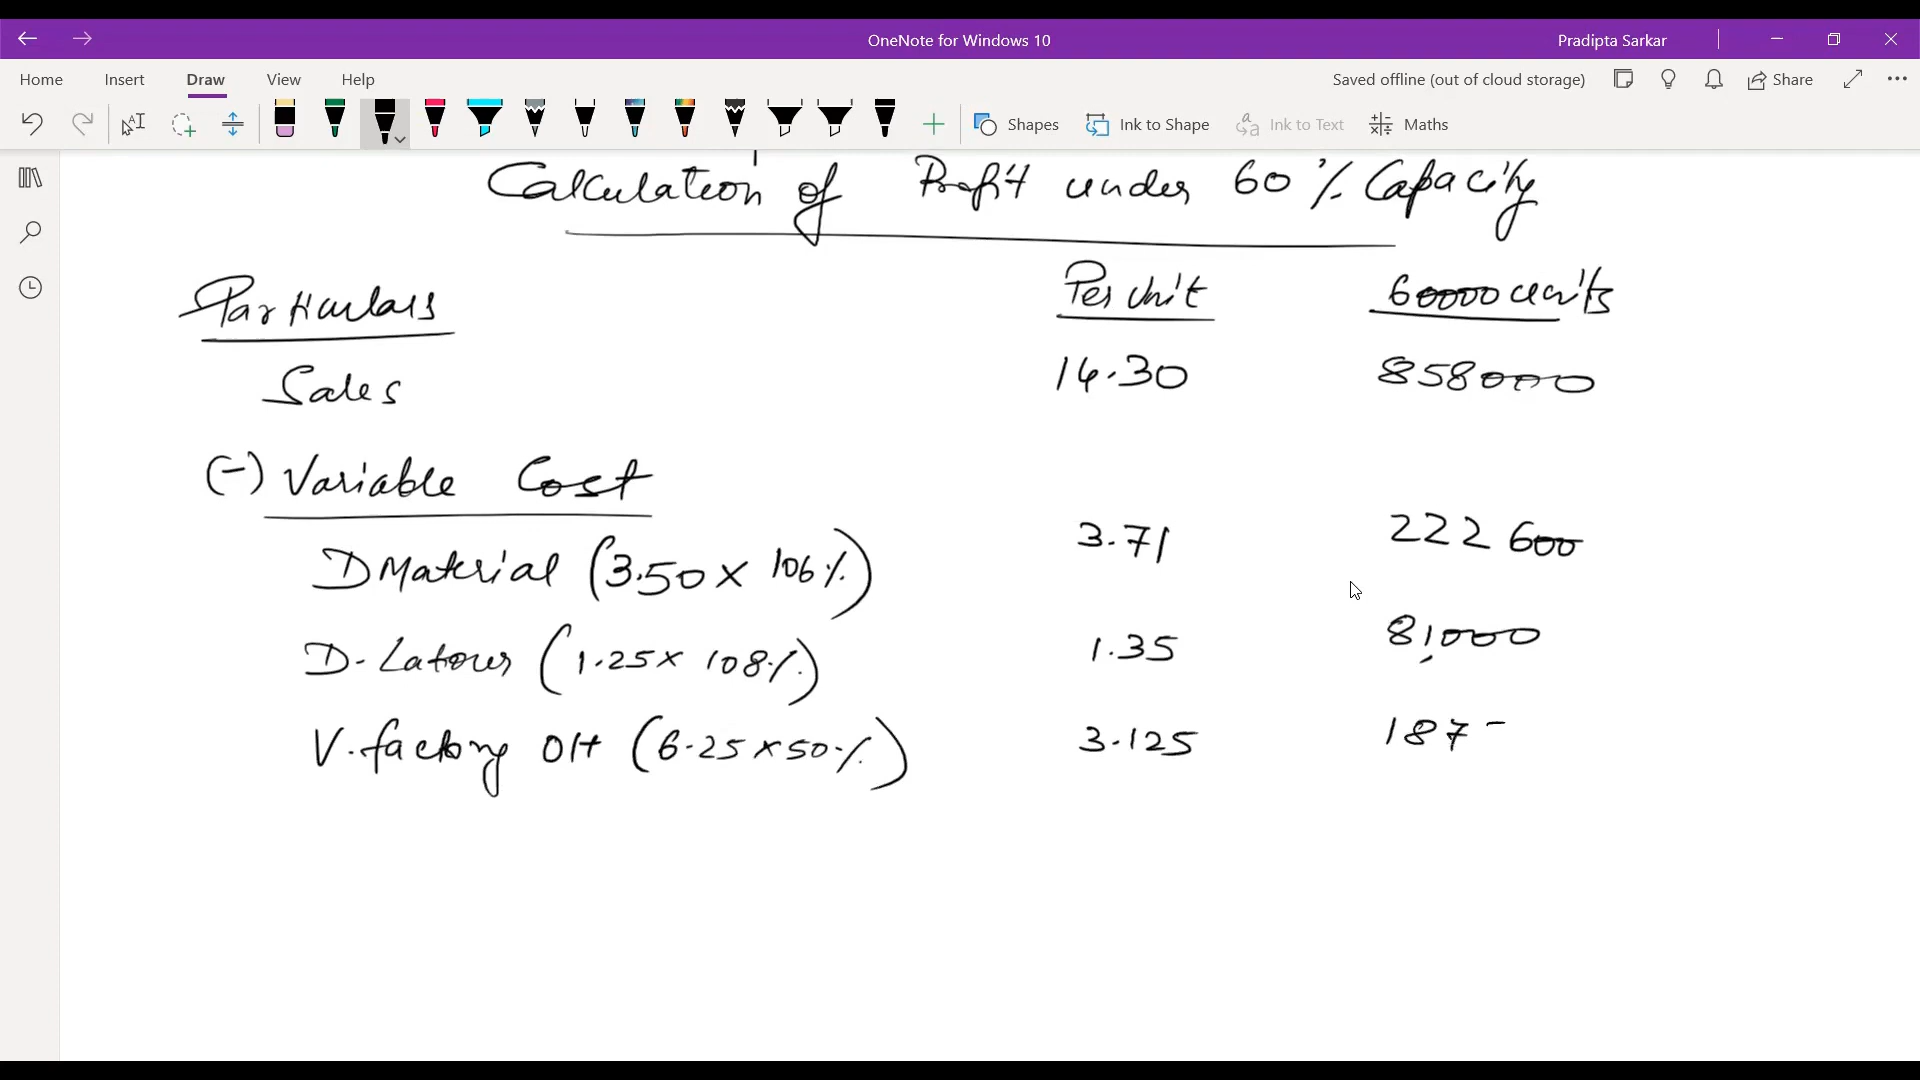 OneNote for Windows 10
Pradipta Sarkar
Home Insert Draw View Help
Saved offline (out of cloud storage) Share
Shapes Ink to Shape Ink to Text Maths
Calculation of Profit under 60% Capacity
Particulars Per Unit 60000 units
Sales 14.30 858000
(-) Variable Cost
D Material (3.50 x 106%) 3.71 222 600
D- Labour (1.25 x 108%) 1.35 81,000
V. factory OH (6.25 x 50%) 3.125 187